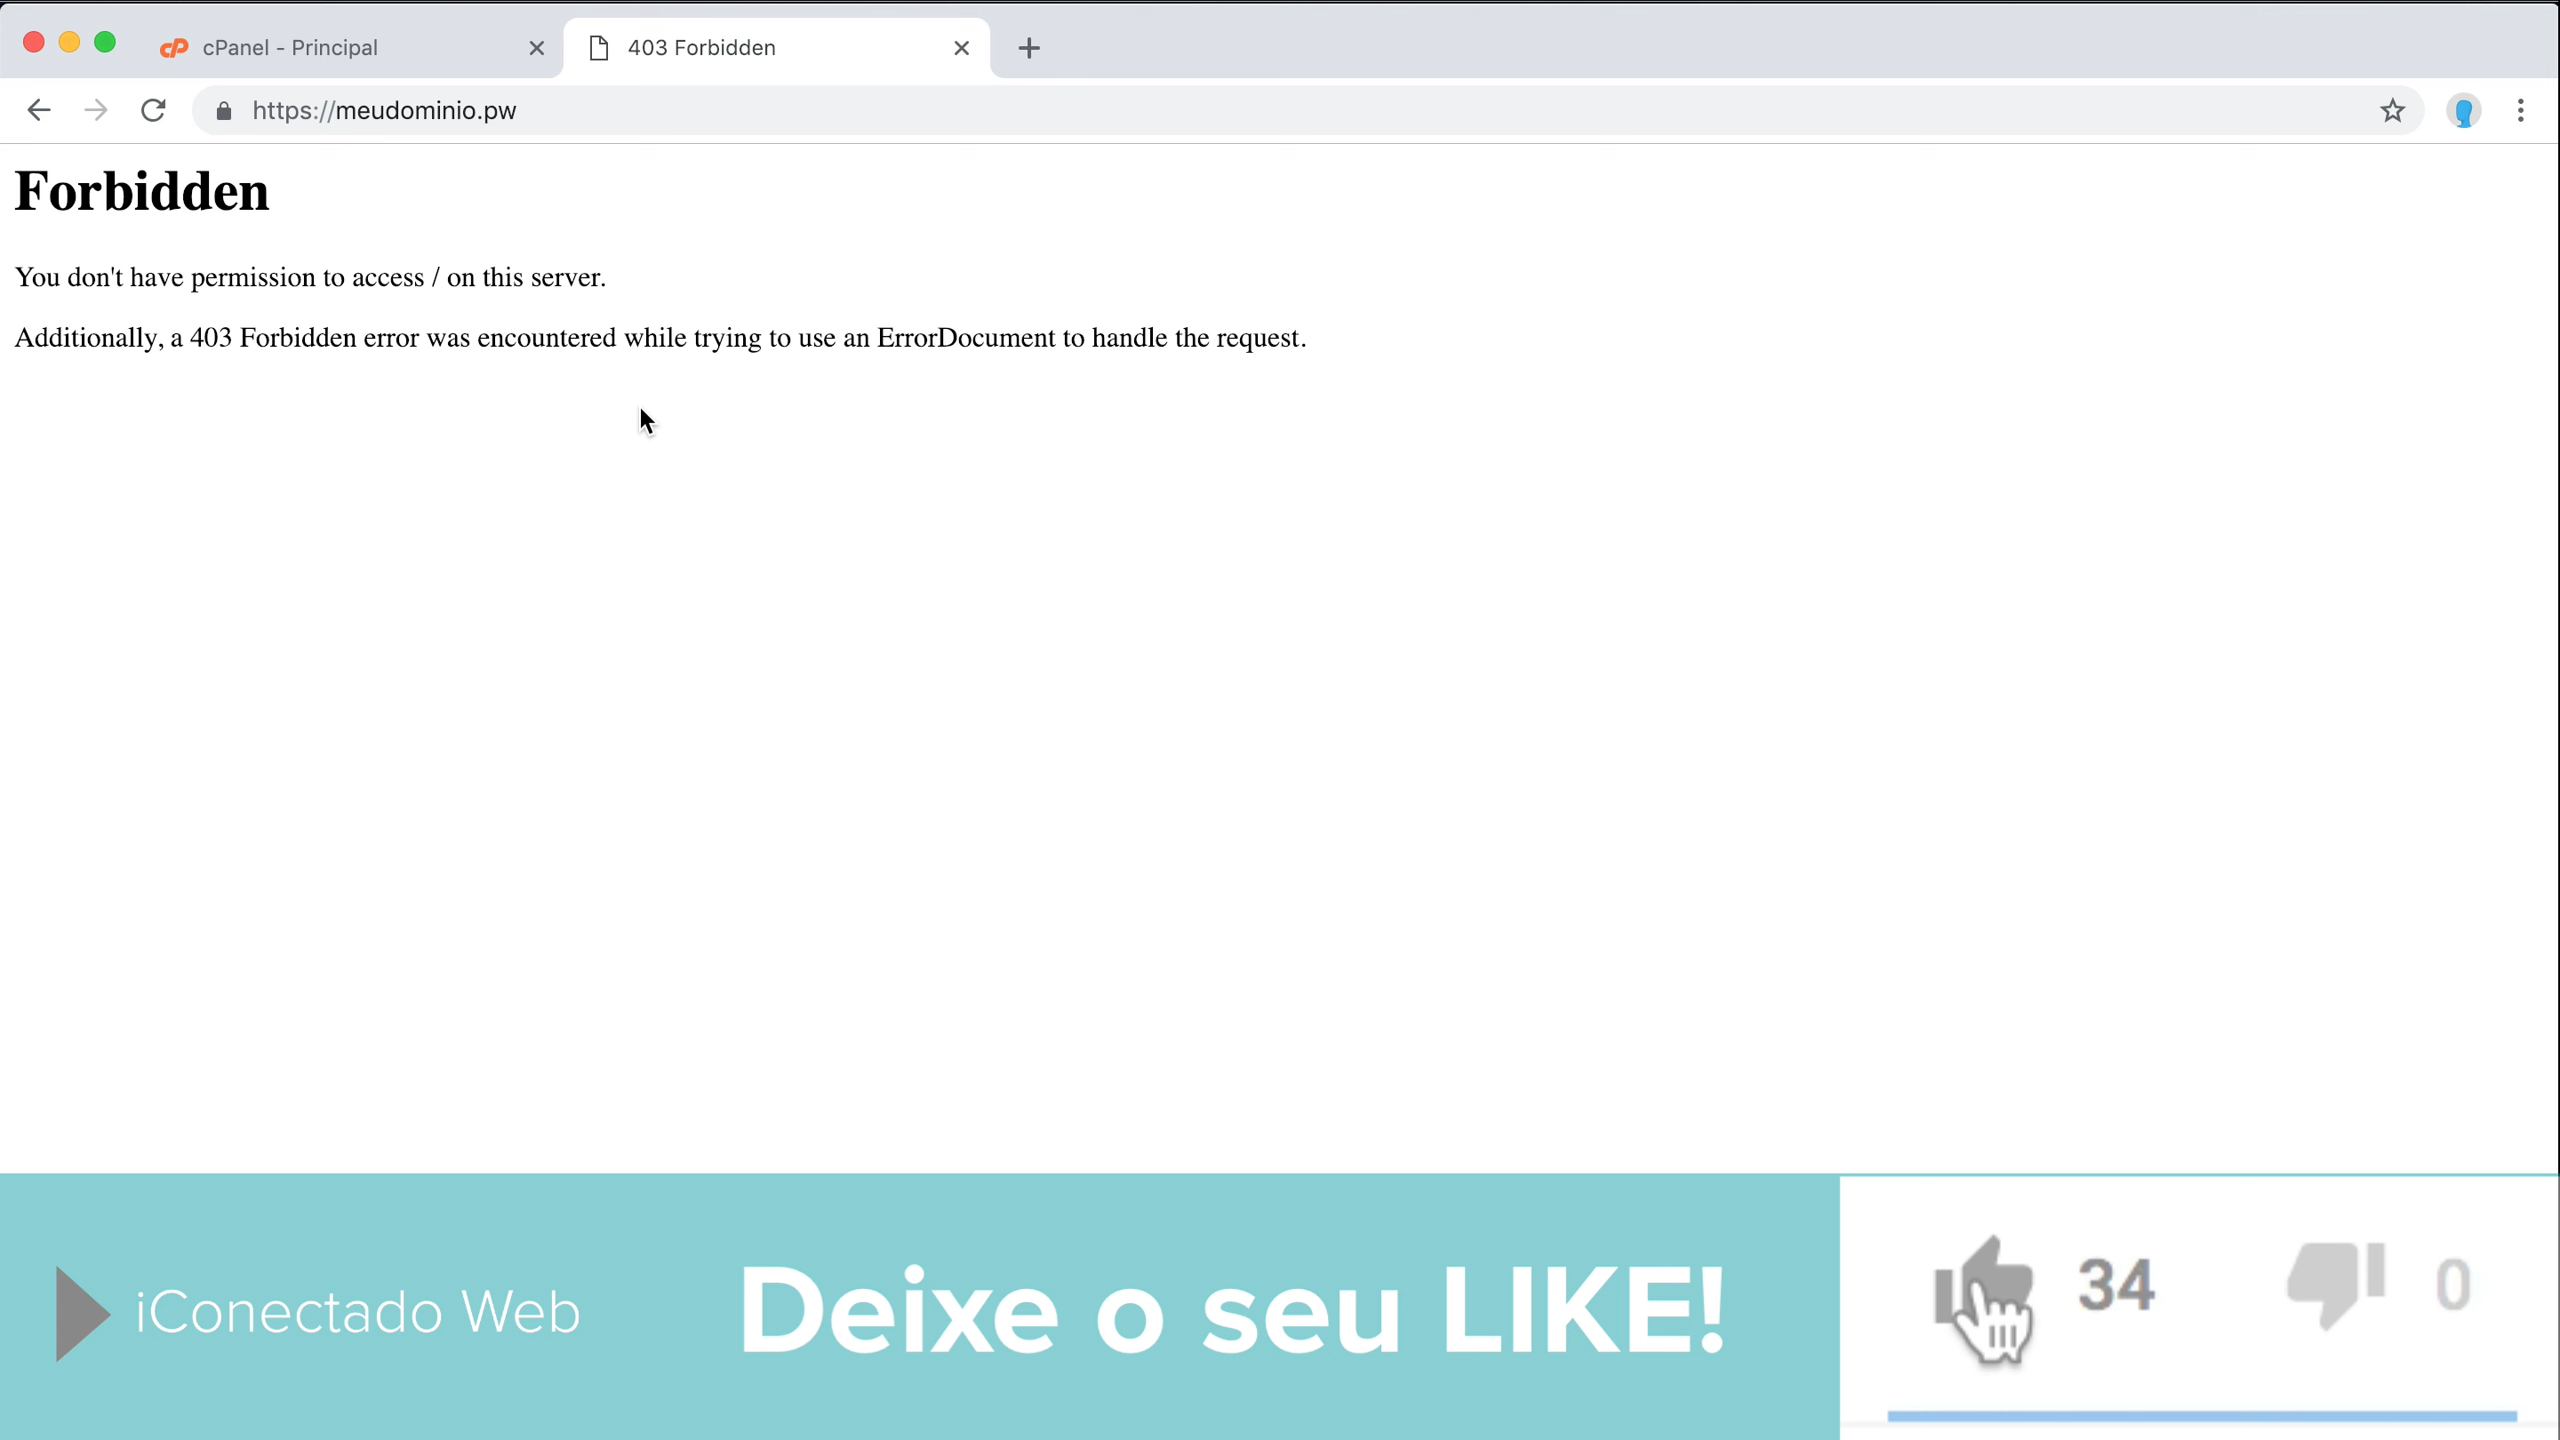 cPanel - Principal
403 Forbidden
https://meudominio.pw
Forbidden
You don't have permission to access / on this server.
Additionally, a 403 Forbidden error was encountered while trying to use an ErrorDocument to handle the request.
iConectado Web
Deixe o seu LIKE!
34
0